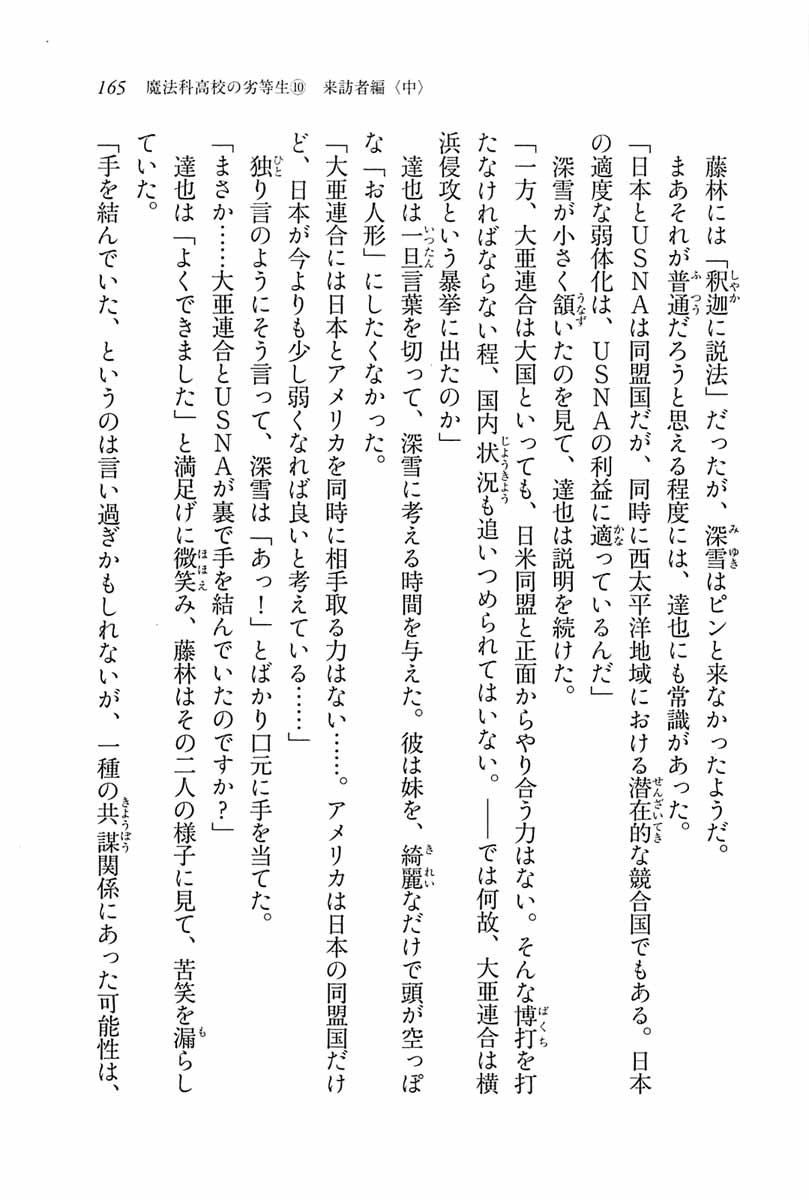 165　魔法科高校の劣等生⑩　来訪者編〈中〉
藤林には「釈迦に説法」だったが、深雪はピンと来なかったようだ。
まあそれが普通だろうと思える程度には、達也にも常識があった。
「日本とUSNAは同盟国だが、同時に西太平洋地域における潜在的な競合国でもある。日本
の適度な弱体化は、USNAの利益に適っているんだ」
深雪が小さく頷いたのを見て、達也は説明を続けた。
「一方、大亜連合は大国といっても、日米同盟と正面からやり合う力はない。そんな博打を打
たなければならない程、国内状況も追いつめられてはいない。――では何故、大亜連合は横
浜侵攻という暴挙に出たのか」
達也は一旦言葉を切って、深雪に考える時間を与えた。彼は妹を、綺麗なだけで頭が空っぽ
な「お人形」にしたくなかった。
「大亜連合には日本とアメリカを同時に相手取る力はない……。アメリカは日本の同盟国だけ
ど、日本が今よりも少し弱くなれば良いと考えている……」
独り言のようにそう言って、深雪は「あっ！」とばかり口元に手を当てた。
「まさか……大亜連合とUSNAが裏で手を結んでいたのですか？」
達也は「よくできました」と満足げに微笑み、藤林はその二人の様子に見て、苦笑を漏らし
ていた。
「手を結んでいた、というのは言い過ぎかもしれないが、一種の共謀関係にあった可能性は、